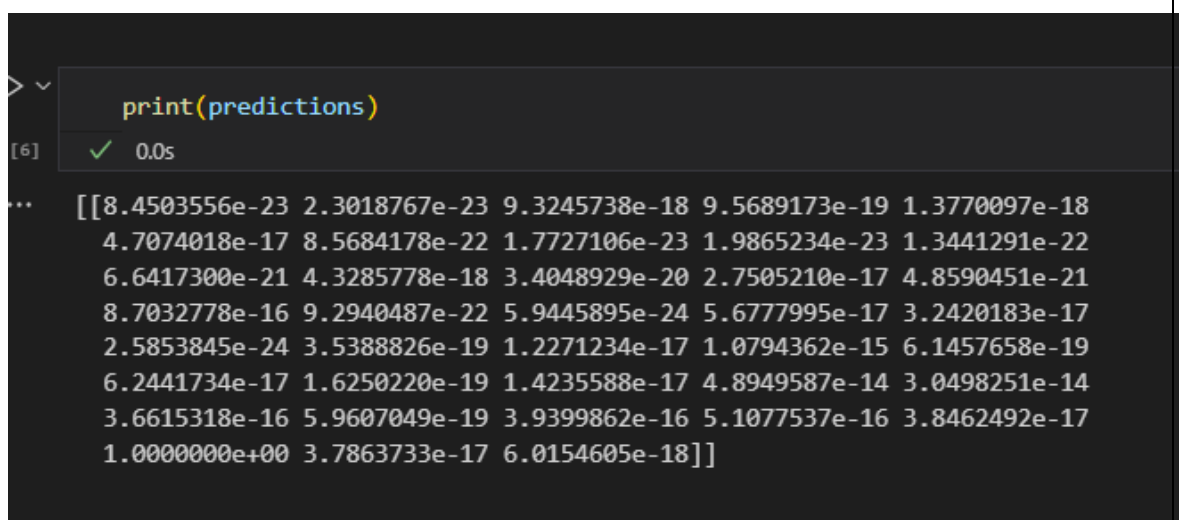 print(predictions)
[6]
0.0s
[[8.4503556e-23 2.3018767e-23 9.3245738e-18 9.5689173e-19 1.3770097e-18
4.7074018e-17 8.5684178e-22 1.7727106e-23 1.9865234e-23 1.3441291e-22
6.6417300e-21 4.3285778e-18 3.4048929e-20 2.7505210e-17 4.8590451e-21
8.7032778e-16 9.2940487e-22 5.9445895e-24 5.6777995e-17 3.2420183e-17
2.5853845e-24 3.5388826e-19 1.2271234e-17 1.0794362e-15 6.1457658e-19
6.2441734e-17 1.6250220e-19 1.4235588e-17 4.8949587e-14 3.0498251e-14
3.6615318e-16 5.9607049e-19 3.9399862e-16 5.1077537e-16 3.8462492e-17
1.0000000e+00 3.7863733e-17 6.0154605e-18]]